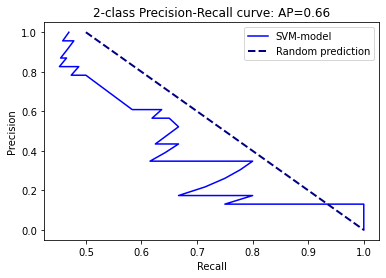 2-class Precision-Recall curve: AP=0.66
SVM-model
Random prediction
Precision
1.0
0.8
0.6
0.4
0.2
0.0
0.5
0.6
0.7
0.8
0.9
1.0
Recall